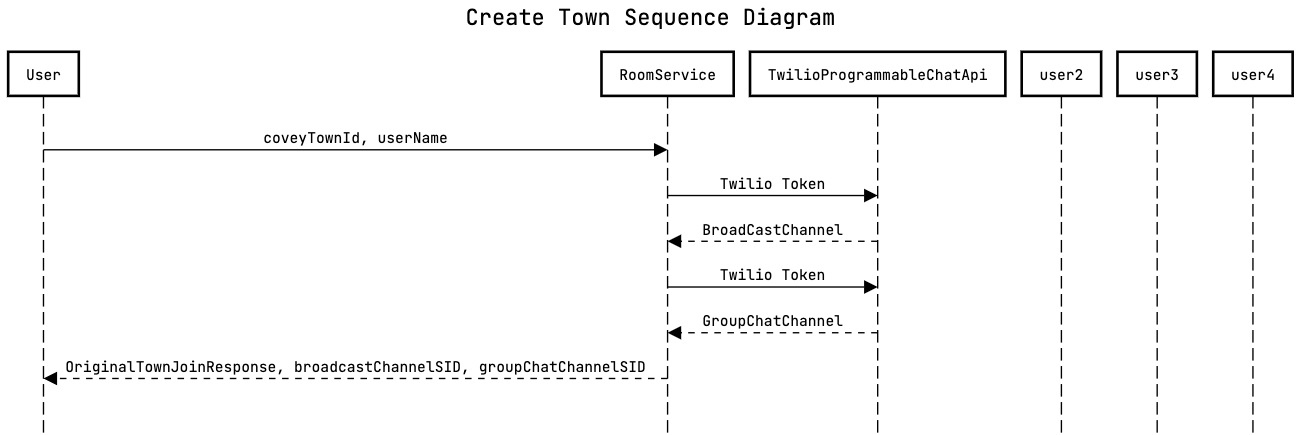 Create Town Sequence Diagram
User
RoomService
TwilioProgrammableChatApi
user2
user3
user4
coveyTownId, userName
Twilio Token
BroadCastChannel
Twilio Token
GroupChatChannel
OriginalTownJoinResponse, broadcastChannelSID, groupChatChannelSID